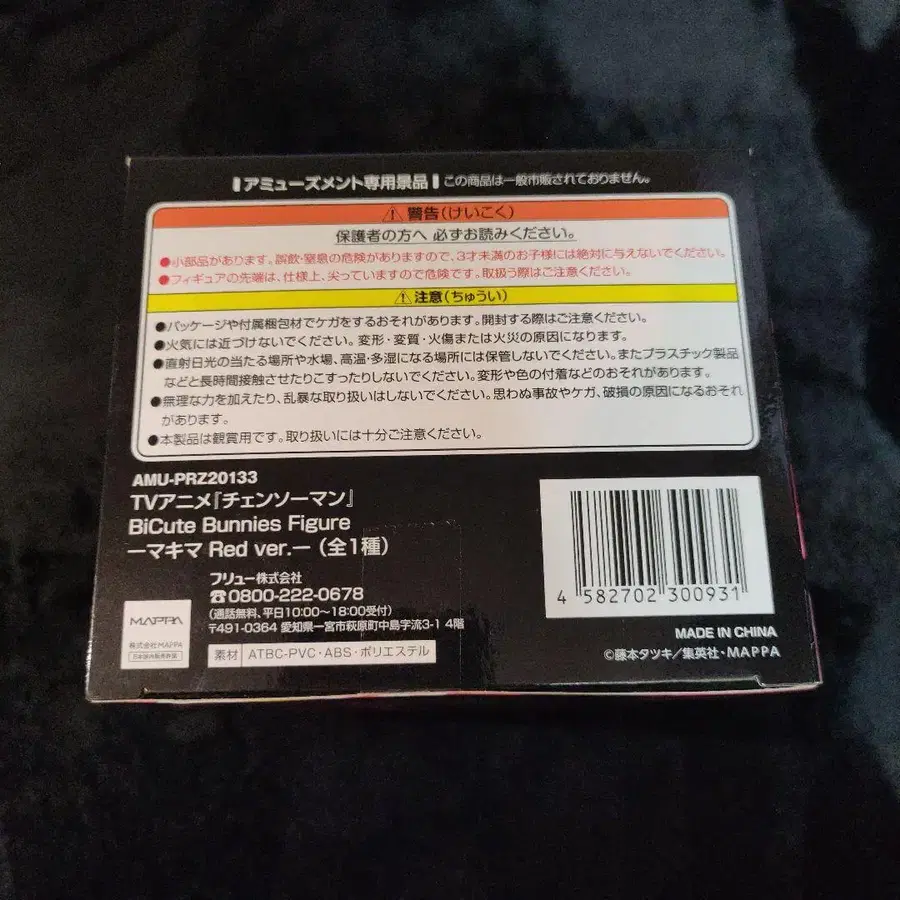 アミューズメント専用景品 この商品は一般市販されておりません。
⚠警告(けいこく)
保護者の方へ 必ずお読みください。
●小部品があります。誤飲・窒息の危険がありますので、3才未満のお子様には絶対に与えないでください。
●フィギュアの先端は、仕様上、尖っていますので危険です。取扱う際はご注意ください。
⚠注意(ちゅうい)
●パッケージや付属梱包材でケガをするおそれがあります。開封する際はご注意ください。
●火気には近づけないでください。変形・変質・火傷または火災の原因になります。
●直射日光の当たる場所や水場、高温・多湿になる場所には保管しないでください。またプラスチック製品
などと長時間接触させたりこすったりしないでください。変形や色の付着などのおそれがあります。
●無理な力を加えたり、乱暴な取り扱いはしないでください。思わぬ事故やケガ、破損の原因になるおそれ
があります。
●本製品は観賞用です。取り扱いには十分ご注意ください。
AMU-PRZ20133
TVアニメ『チェンソーマン』
BiCute Bunnies Figure
ーマキマ Red ver.ー(全1種)
フリュー株式会社
☎0800-222-0678
(通話無料、平日10:00〜18:00受付)
〒491-0364 愛知県一宮市萩原町中島字流3-1 4階
MAPPA
株式会社MAPPA
日本国内販売許諾
素材 ATBC-PVC・ABS・ポリエステル
4 582702 300931
MADE IN CHINA
©藤本タツキ/集英社・MAPPA